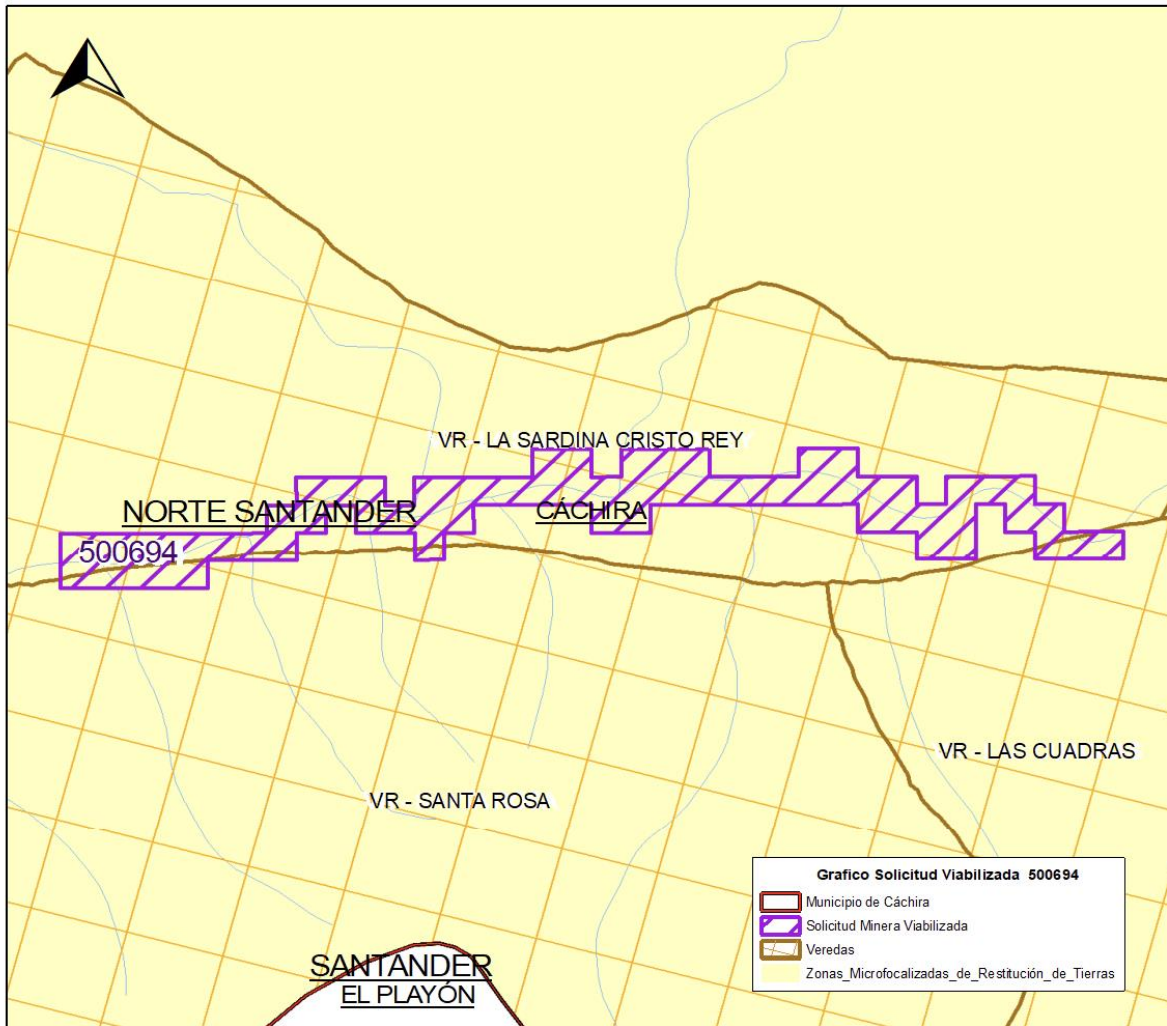 VR - LA SARDINA CRISTO REY
NORTE SANTANDER
CÁCHIRA
500694
VR - LAS CUADRAS
VR - SANTA ROSA
SANTANDER
EL PLAYÓN
Grafico Solicitud Viabilizada 500694
Municipio de Cáchira
Solicitud Minera Viabilizada
Veredas
Zonas_Microfocalizadas_de_Restitución_de_Tierras